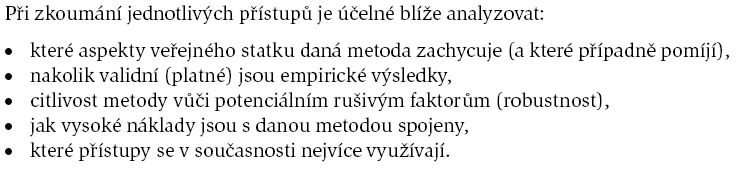 Při zkoumání jednotlivých přístupů je účelné blíže analyzovat:
• které aspekty veřejného statku daná metoda zachycuje (a které případně pomíjí),
• nakolik validní (platné) jsou empirické výsledky,
• citlivost metody vůči potenciálním rušivým faktorům (robustnost),
• jak vysoké náklady jsou s danou metodou spojeny,
• které přístupy se v současnosti nejvíce využívají.